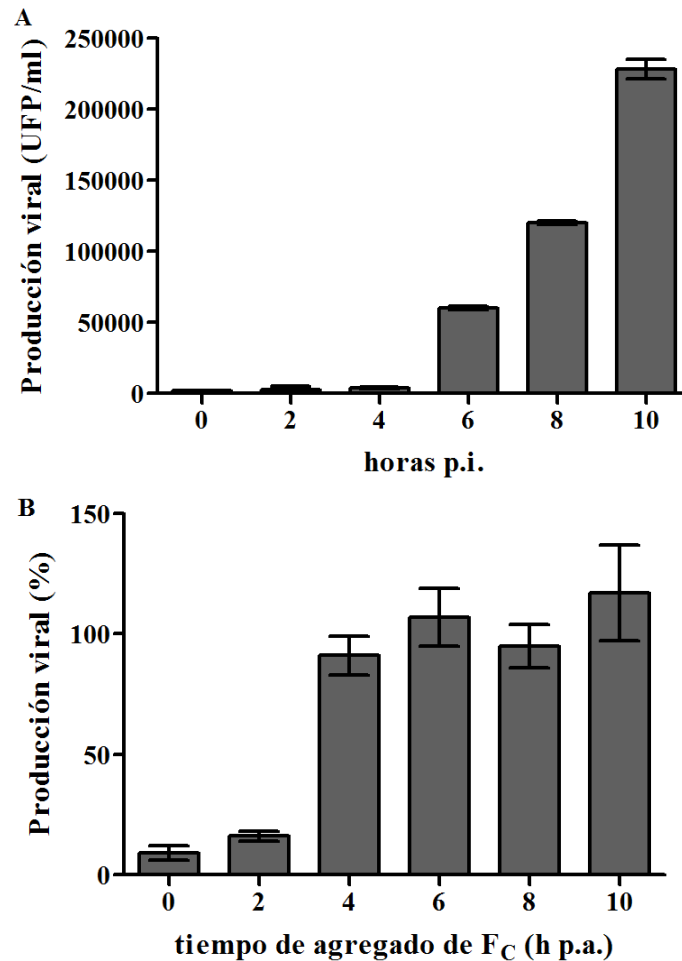 A
Producción viral (UFP/ml)
250000
200000
150000
100000
50000
0
0 2 4 6 8 10
horas p.i.
B
Producción viral (%)
150
100
50
0
0 2 4 6 8 10
tiempo de agregado de FC (h p.a.)